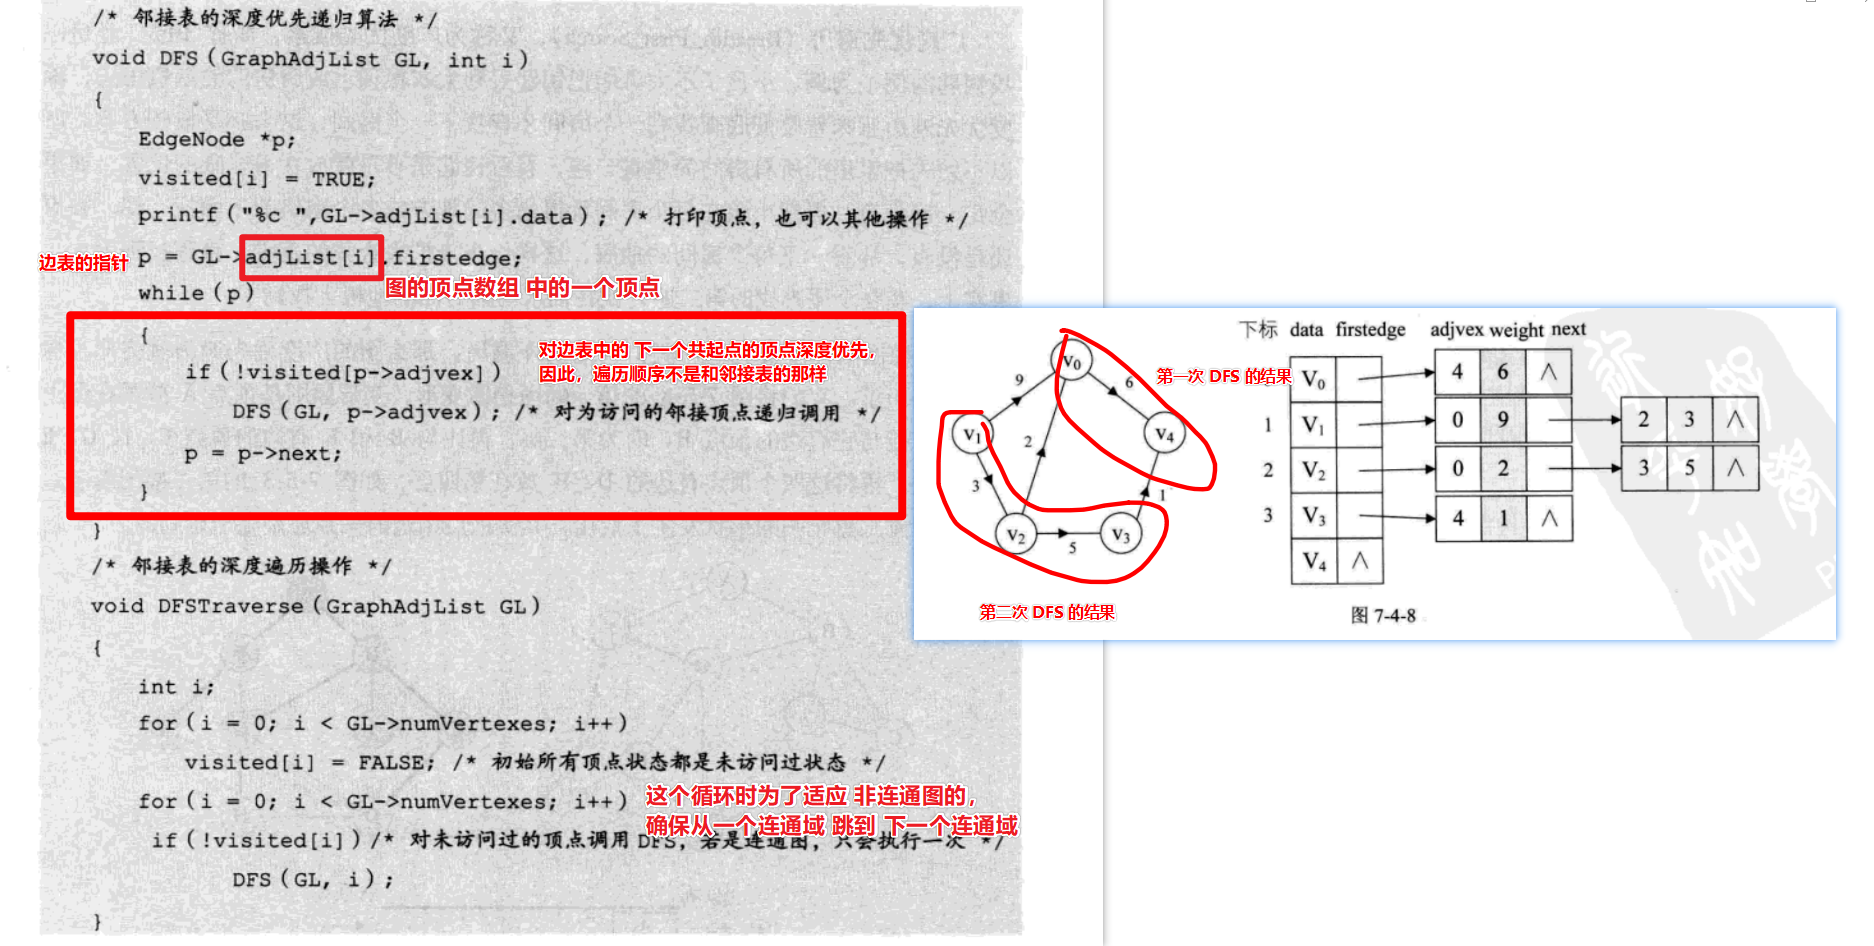 /* 邻接表的深度优先递归算法 */
void DFS(GraphAdjList GL, int i)
{
EdgeNode *p;
visited[i] = TRUE;
printf("%c ",GL->adjList[i].data); /* 打印顶点，也可以其他操作 */
边表的指针 p = GL->adjList[i].firstedge;
图的顶点数组 中的一个顶点
while(p)
{
对边表中的 下一个共起点的顶点深度优先，
因此，遍历顺序不是和邻接表的那样
if(!visited[p->adjvex])
DFS(GL, p->adjvex); /* 对为访问的邻接顶点递归调用 */
p = p->next;
}
}
/* 邻接表的深度遍历操作 */
void DFSTraverse(GraphAdjList GL)
{
int i;
for(i = 0; i < GL->numVertexes; i++)
visited[i] = FALSE; /* 初始所有顶点状态都是未访问过状态 */
for(i = 0; i < GL->numVertexes; i++)
这个循环时为了适应 非连通图的，
确保从一个连通域 跳到 下一个连通域
if(!visited[i]) /* 对未访问过的顶点调用 DFS，若是连通图，只会执行一次 */
DFS(GL, i);
}
V0
9
6
第一次 DFS 的结果
V1
V4
2
3
1
V2
5
V3
第二次 DFS 的结果
下标 data firstedge adjvex weight next
V0 4 6 ∧
1 V1 0 9 2 3 ∧
2 V2 0 2 3 5 ∧
3 V3 4 1 ∧
V4 ∧
图 7-4-8